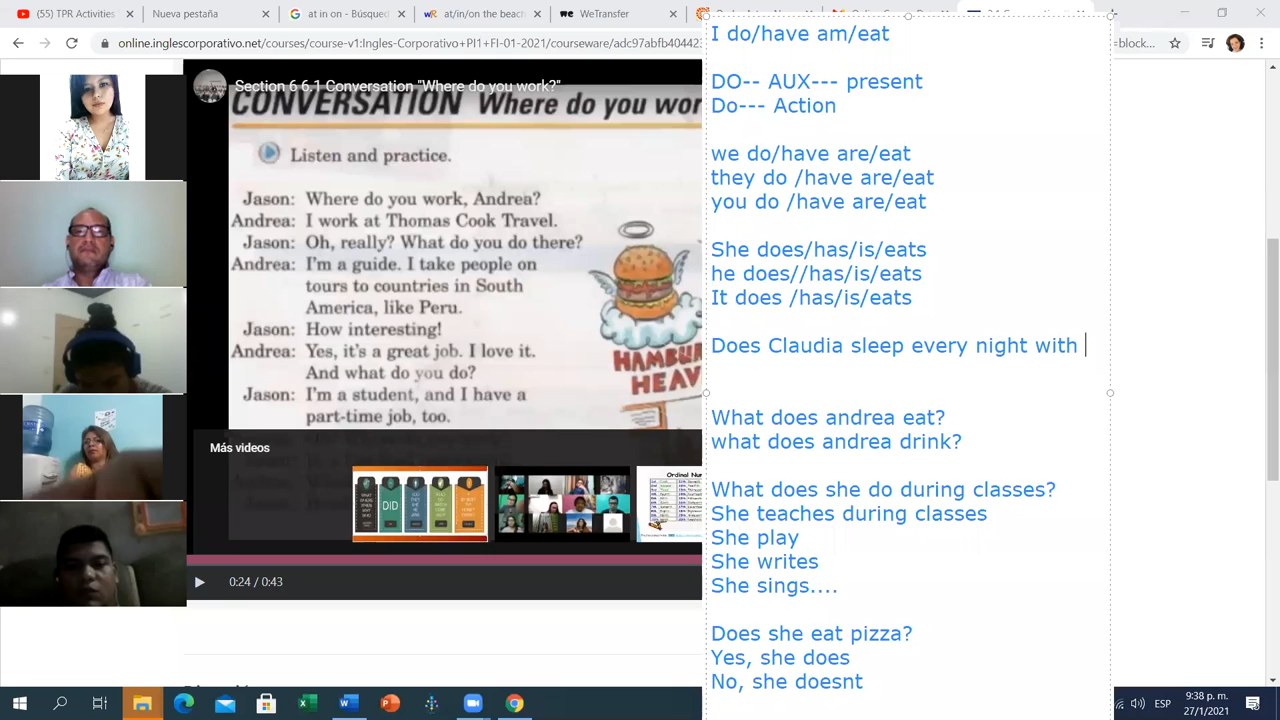 (55) TPR Activities
Nueva pestaña
at in on - Búsqued
at/in/on the beach
WeTransfer
online.inglescorporativo.net/courses/course-v1:Ingles-Corporativo+PI1+FI-01-2021/courseware/adc97abfb40442
block...
Section 6 6.1 Conversation "Where do you work?"
CONVERSATION Where do you wor
Listen and practice.
Jason: Where do you work, Andrea?
Andrea: I work at Thomas Cook Travel.
Jason: Oh, really? What do you do there?
Andrea: I'm a guide. I take people on
tours to countries in South
America, like Peru.
Jason: How interesting!
Andrea: Yes, it's a great job. I love it.
And what do you do?
Jason: I'm a student, and I have a
part-time job, too.
HAMBU
HEAV
Más videos
DID
Ordinal Nu
0:24 / 0:43
I do/have am/eat
DO-- AUX--- present
Do--- Action
we do/have are/eat
they do /have are/eat
you do /have are/eat
She does/has/is/eats
he does//has/is/eats
It does /has/is/eats
Does Claudia sleep every night with
What does andrea eat?
what does andrea drink?
What does she do during classes?
She teaches during classes
She play
She writes
She sings....
Does she eat pizza?
Yes, she does
No, she doesnt
ESP
9:38 p. m.
27/1/2021